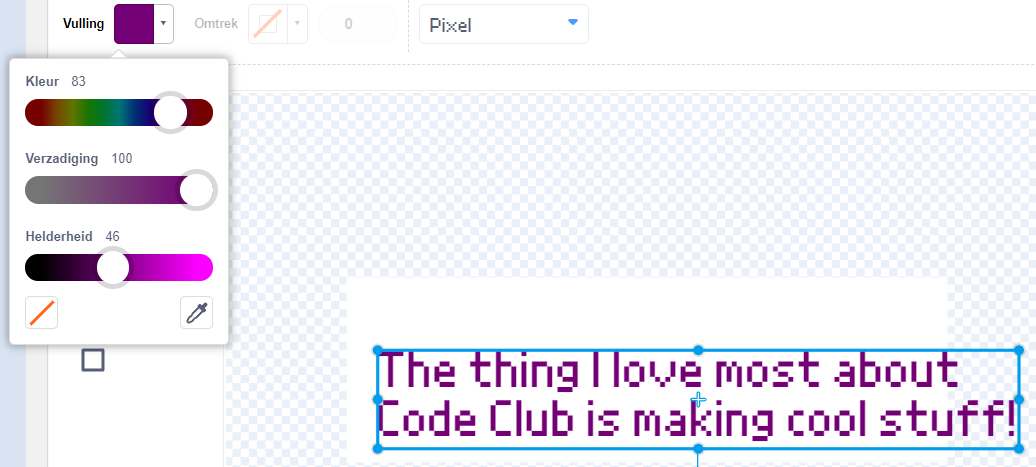 Vulling
Omtrek
0
Pixel
Kleur 83
Verzadiging 100
Helderheid 46
The thing I love most about
Code Club is making cool stuff!